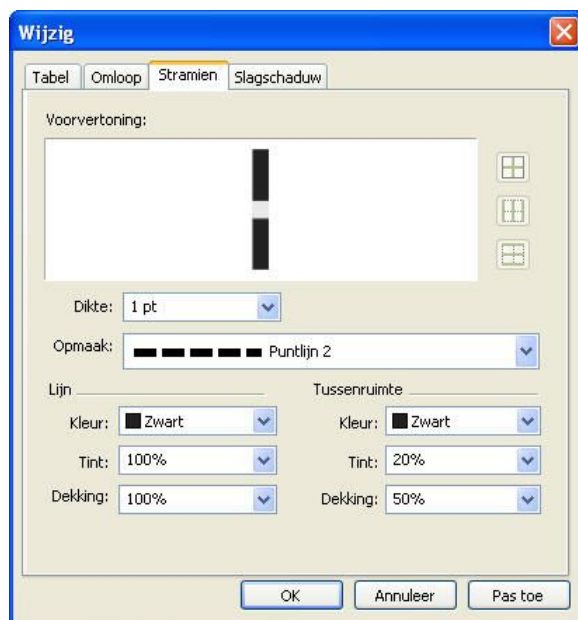 Wijzig
Tabel Omloop Stramien Slagschaduw
Voorvertoning:
Dikte: 1 pt
Opmaak: Puntlijn 2
Lijn Tussenruimte
Kleur: Zwart Kleur: Zwart
Tint: 100% Tint: 20%
Dekking: 100% Dekking: 50%
OK Annuleer Pas toe